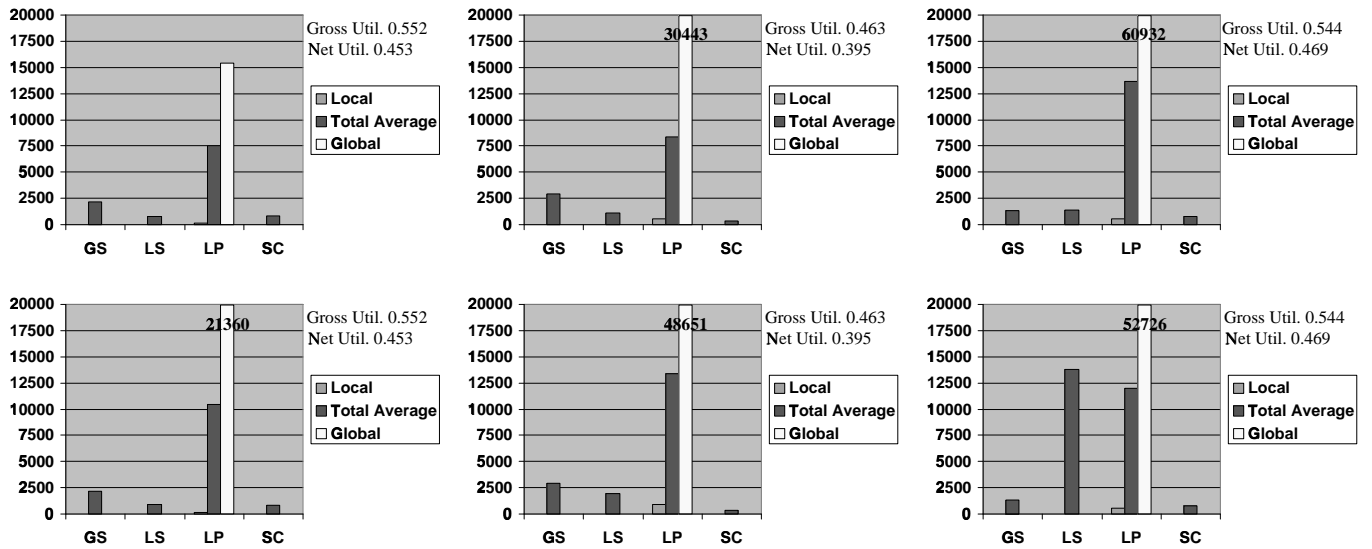 20000
17500
15000
12500
10000
7500
5000
2500
0
GS LS LP SC
Gross Util. 0.552
Net Util. 0.453
Local
Total Average
Global
20000
17500
15000
12500
10000
7500
5000
2500
0
30443
GS LS LP SC
Gross Util. 0.463
Net Util. 0.395
Local
Total Average
Global
20000
17500
15000
12500
10000
7500
5000
2500
0
60932
GS LS LP SC
Gross Util. 0.544
Net Util. 0.469
Local
Total Average
Global
20000
17500
15000
12500
10000
7500
5000
2500
0
21360
GS LS LP SC
Gross Util. 0.552
Net Util. 0.453
Local
Total Average
Global
20000
17500
15000
12500
10000
7500
5000
2500
0
48651
GS LS LP SC
Gross Util. 0.463
Net Util. 0.395
Local
Total Average
Global
20000
17500
15000
12500
10000
7500
5000
2500
0
52726
GS LS LP SC
Gross Util. 0.544
Net Util. 0.469
Local
Total Average
Global